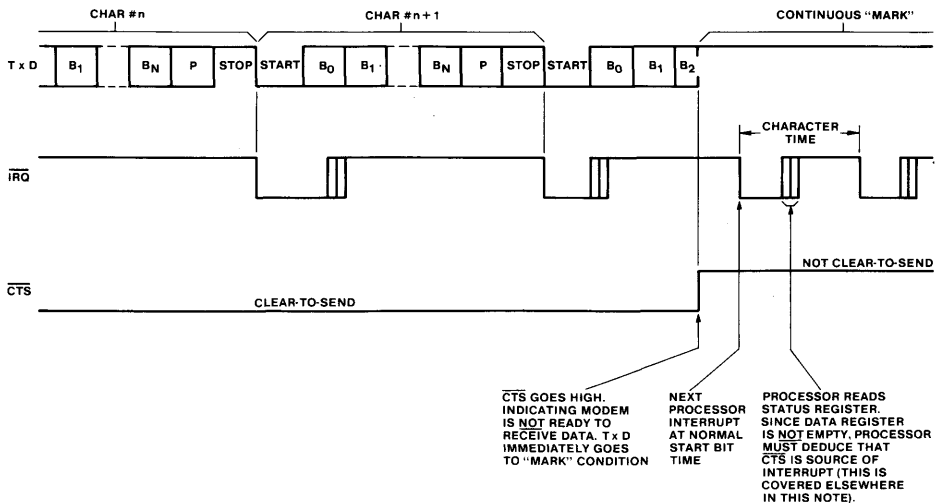 CHAR #n
CHAR #n + 1
CONTINUOUS “MARK”
T x D B1 BN P STOP START B0 B1 BN P STOP START B0 B1 B2
CHARACTER
TIME
IRQ
NOT CLEAR-TO-SEND
CTS
CLEAR-TO-SEND
CTS GOES HIGH.
INDICATING MODEM
IS NOT READY TO
RECEIVE DATA. T x D
IMMEDIATELY GOES
TO “MARK” CONDITION
NEXT
PROCESSOR
INTERRUPT
AT NORMAL
START BIT
TIME
PROCESSOR READS
STATUS REGISTER.
SINCE DATA REGISTER
IS NOT EMPTY, PROCESSOR
MUST DEDUCE THAT
CTS IS SOURCE OF
INTERRUPT (THIS IS
COVERED ELSEWHERE
IN THIS NOTE).